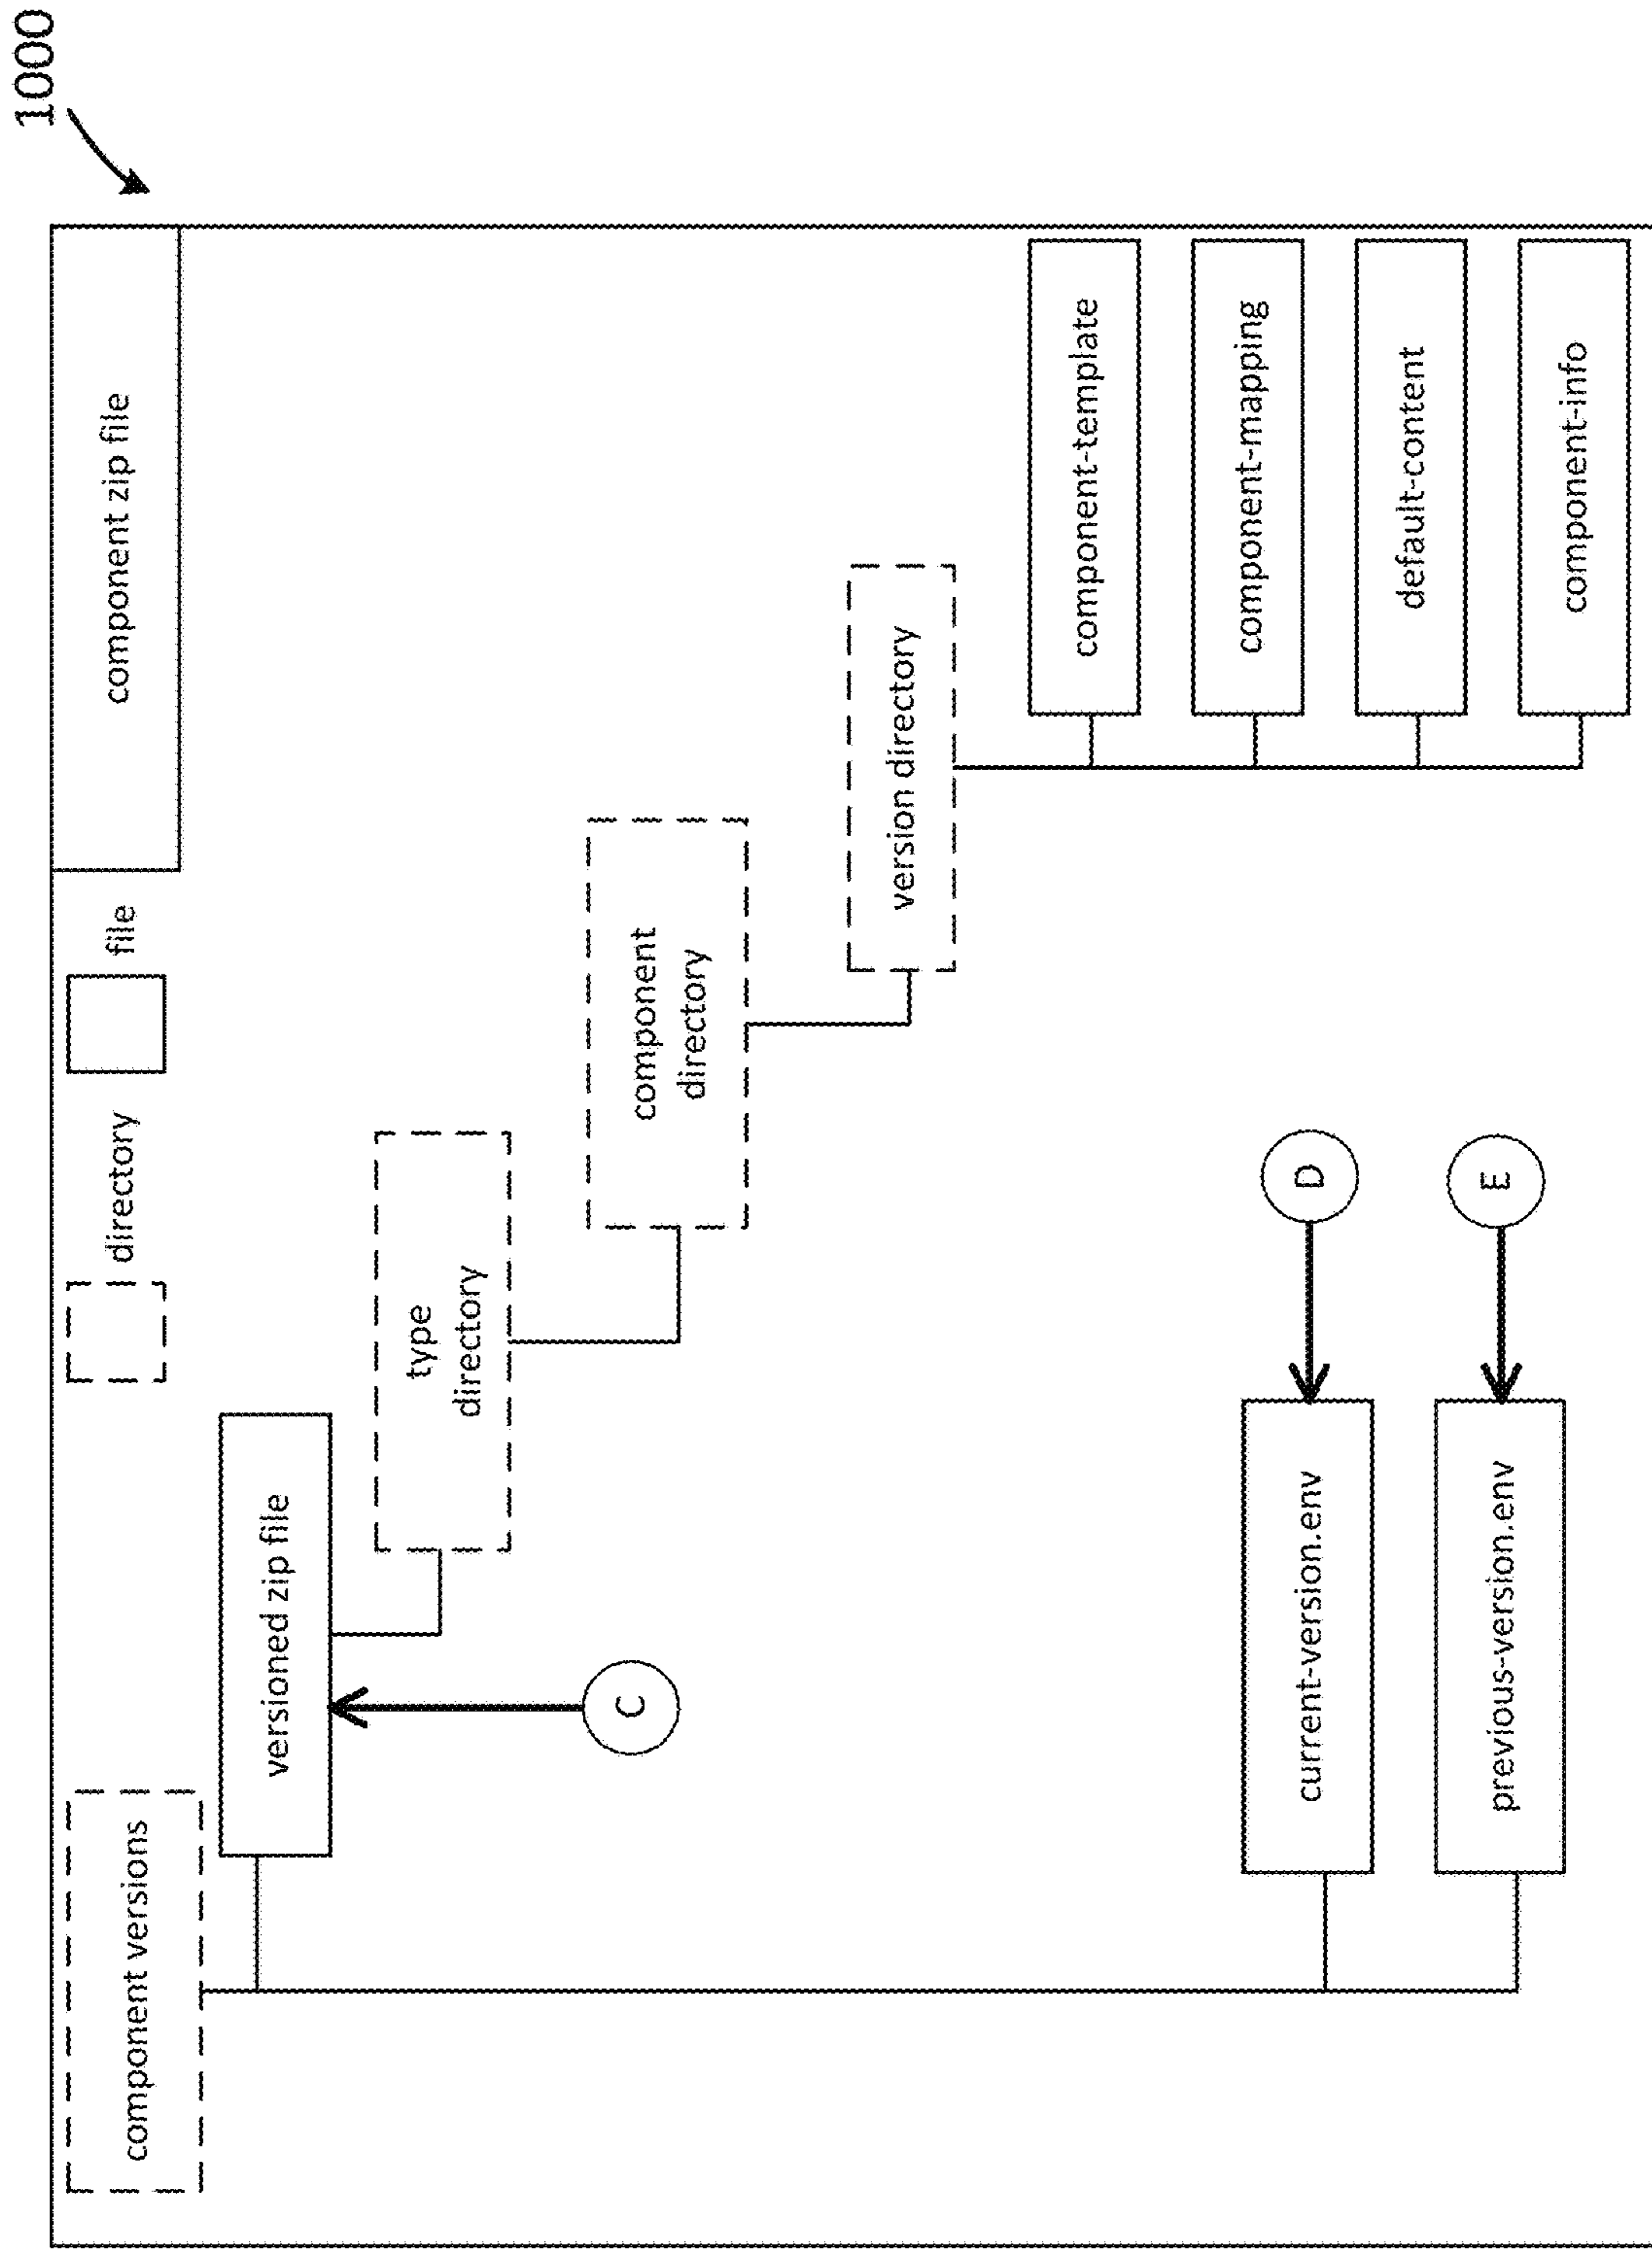 1000
component versions
directory
file
component zip file
versioned zip file
C
type
directory
component
directory
version directory
component-template
component-mapping
default-content
component-info
current-version.env
D
previous-version.env
E